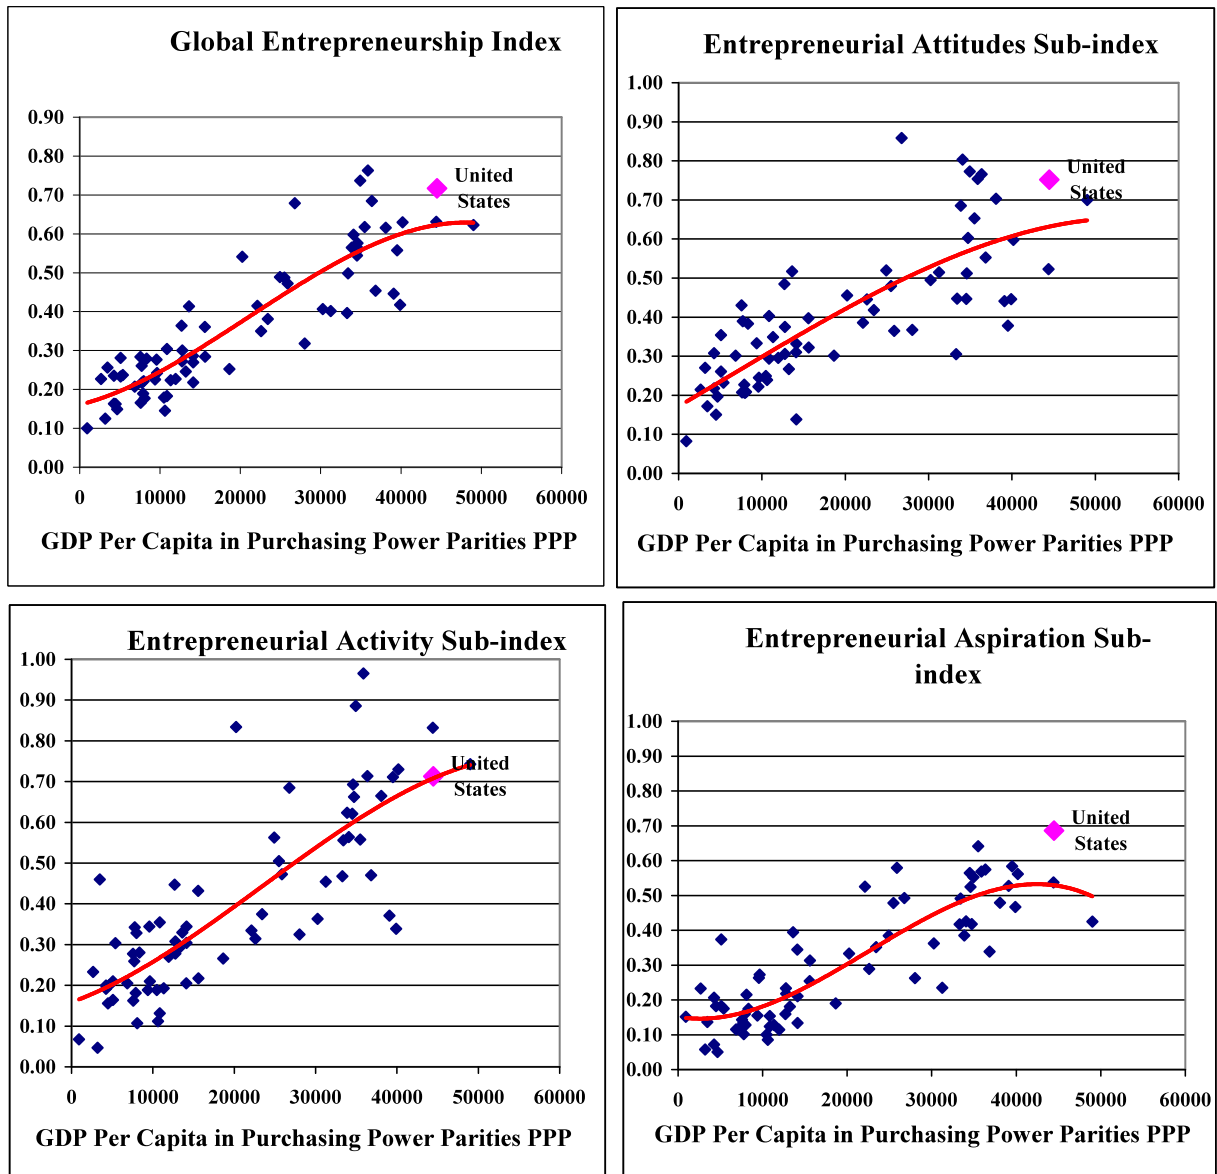 Global Entrepreneurship Index
0.90
0.80
0.70
0.60
0.50
0.40
0.30
0.20
0.10
0.00
United
States
0 10000 20000 30000 40000 50000 60000
GDP Per Capita in Purchasing Power Parities PPP
Entrepreneurial Attitudes Sub-index
1.00
0.90
0.80
0.70
0.60
0.50
0.40
0.30
0.20
0.10
0.00
United
States
0 10000 20000 30000 40000 50000 60000
GDP Per Capita in Purchasing Power Parities PPP
Entrepreneurial Activity Sub-index
1.00
0.90
0.80
0.70
0.60
0.50
0.40
0.30
0.20
0.10
0.00
United
States
0 10000 20000 30000 40000 50000 60000
GDP Per Capita in Purchasing Power Parities PPP
Entrepreneurial Aspiration Sub-
index
1.00
0.90
0.80
0.70
0.60
0.50
0.40
0.30
0.20
0.10
0.00
United
States
0 10000 20000 30000 40000 50000 60000
GDP Per Capita in Purchasing Power Parities PPP